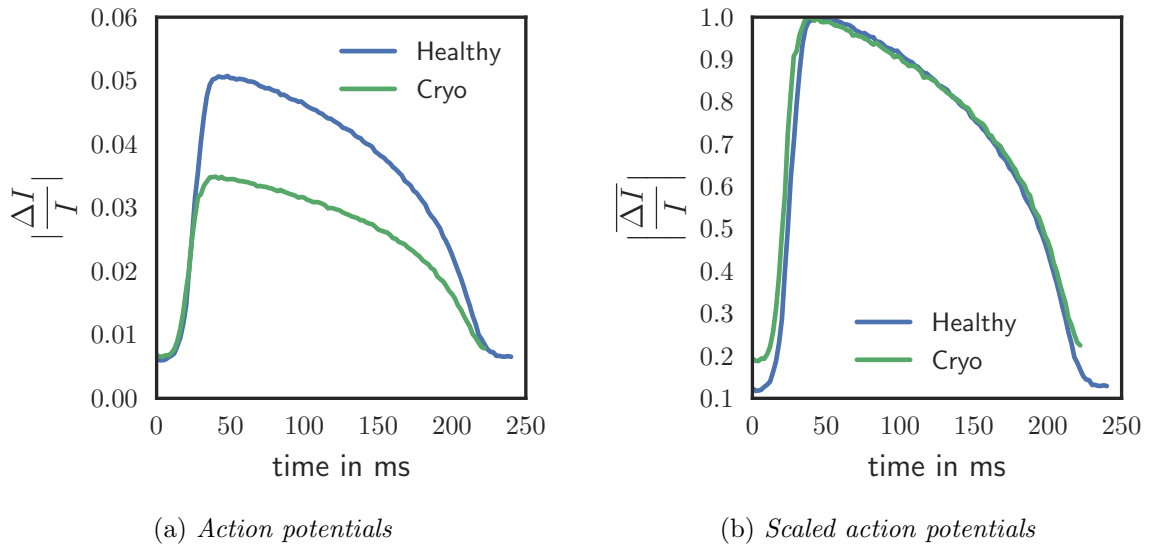 0.06
0.05
0.04
0.03
0.02
0.01
0.00
|ΔI/I|
Healthy
Cryo
0 50 100 150 200 250
time in ms
(a) Action potentials
1.0
0.9
0.8
0.7
0.6
0.5
0.4
0.3
0.2
0.1
|Δ̅I̅/I|
Healthy
Cryo
0 50 100 150 200 250
time in ms
(b) Scaled action potentials